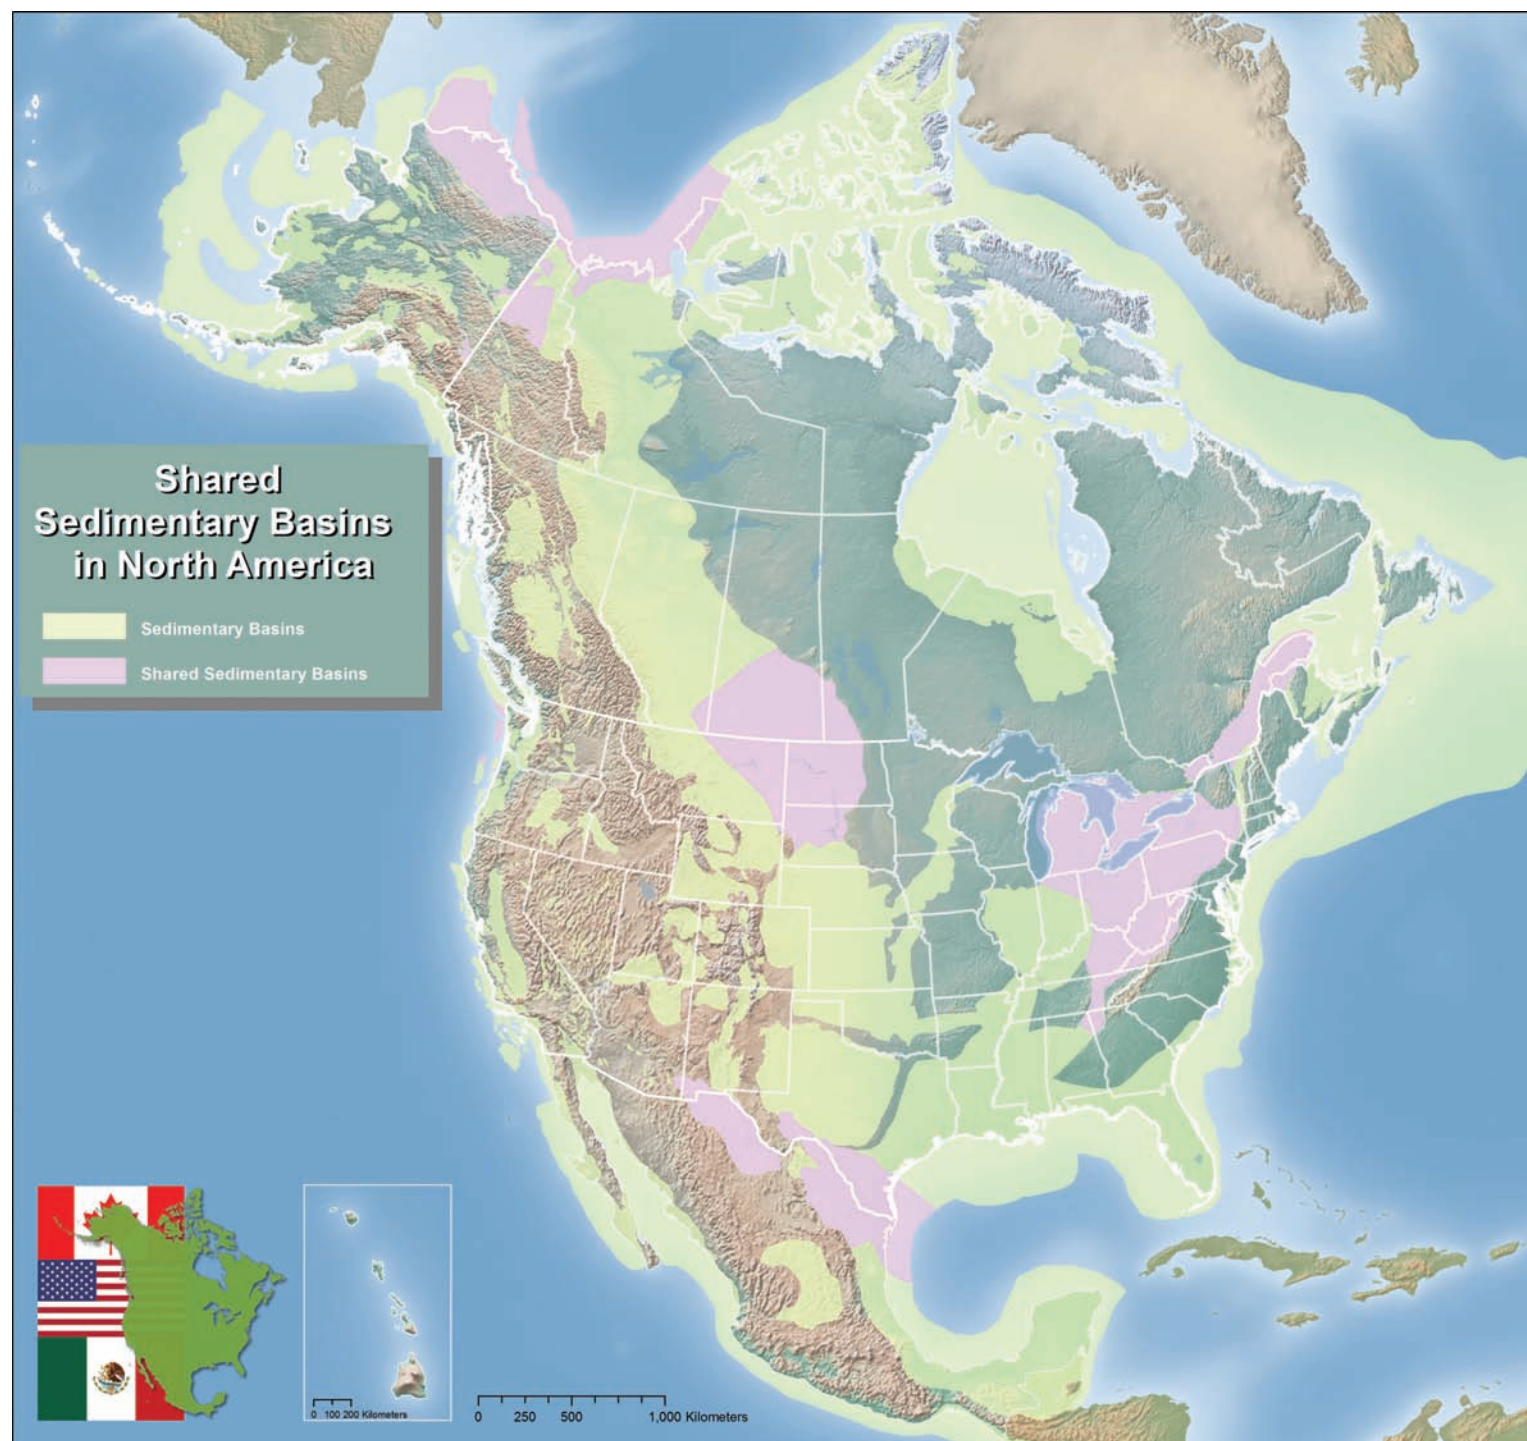 Shared
Sedimentary Basins
in North America
Sedimentary Basins
Shared Sedimentary Basins
0 100 200 Kilometers
0 250 500 1,000 Kilometers